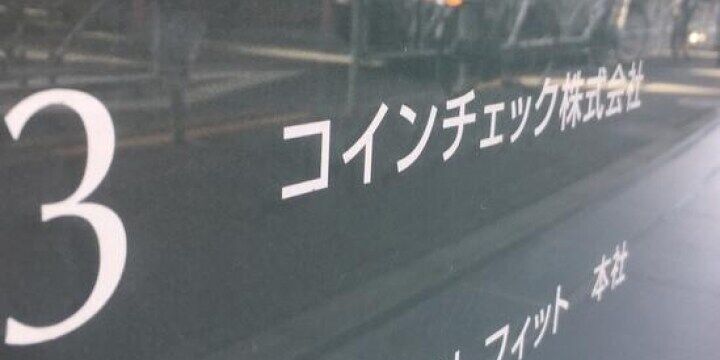 3 コインチェック株式会社
フィット 本社